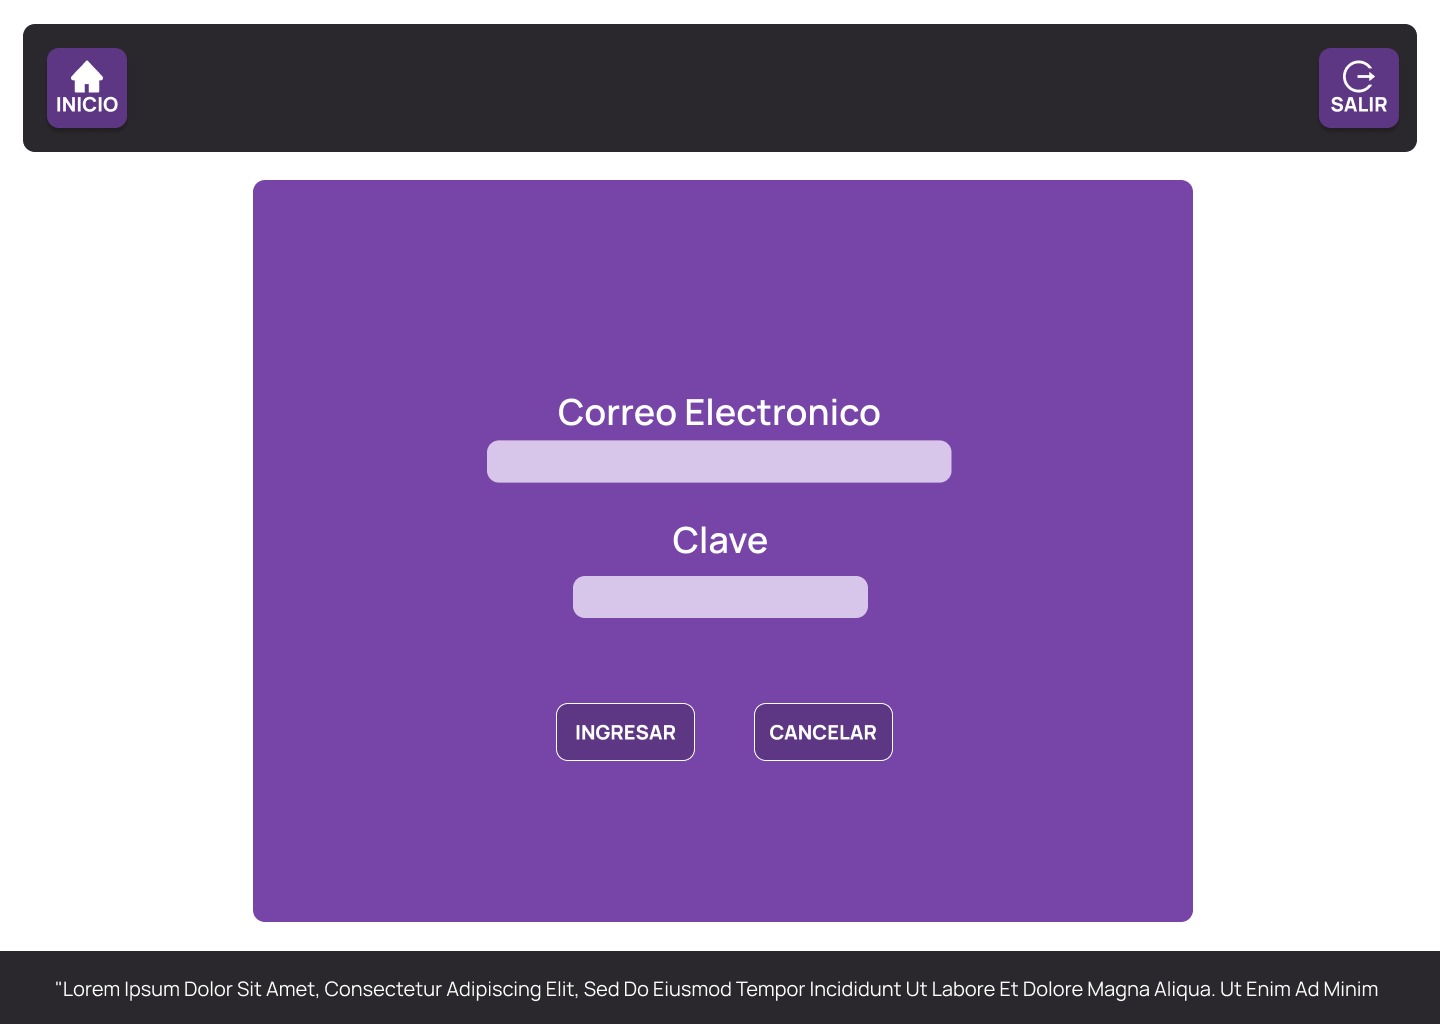 INICIO
SALIR
Correo Electronico
Clave
INGRESAR
CANCELAR
"Lorem Ipsum Dolor Sit Amet, Consectetur Adipiscing Elit, Sed Do Eiusmod Tempor Incididunt Ut Labore Et Dolore Magna Aliqua. Ut Enim Ad Minim